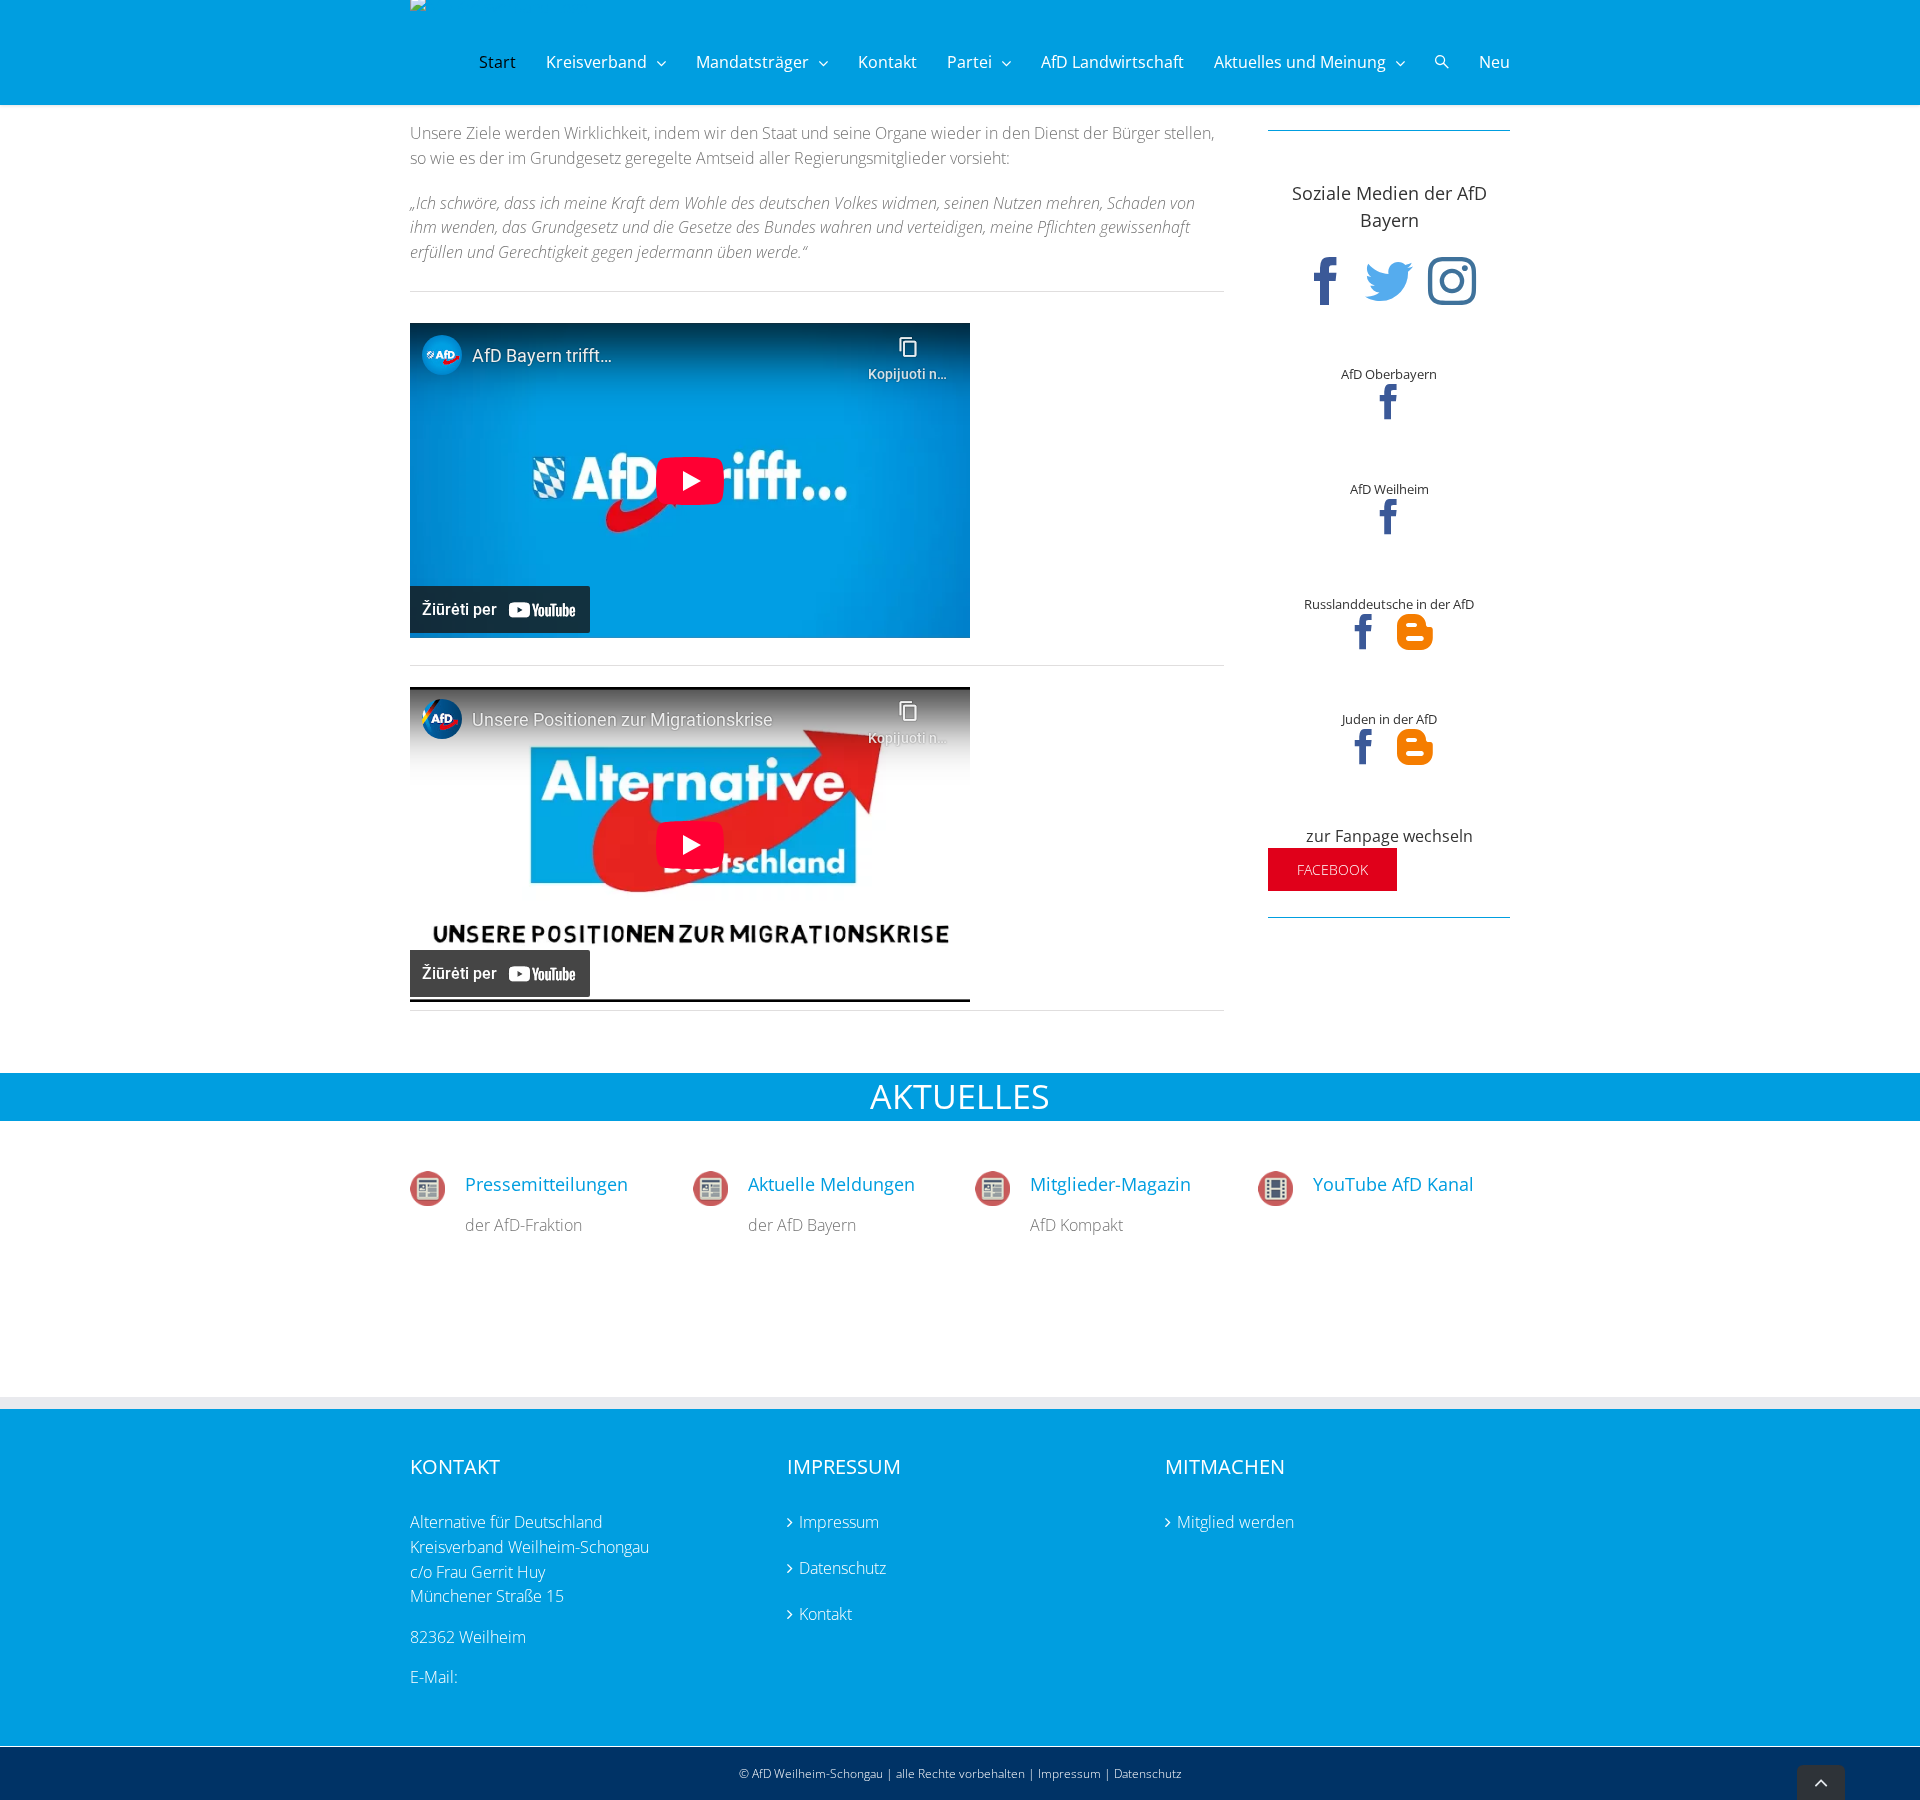 Start Kreisverband Mandatsträger Kontakt Partei AfD Landwirtschaft Aktuelles und Meinung Neu
Unsere Ziele werden Wirklichkeit, indem wir den Staat und seine Organe wieder in den Dienst der Bürger stellen,
so wie es der im Grundgesetz geregelte Amtseid aller Regierungsmitglieder vorsieht:
„Ich schwöre, dass ich meine Kraft dem Wohle des deutschen Volkes widmen, seinen Nutzen mehren, Schaden von
ihm wenden, das Grundgesetz und die Gesetze des Bundes wahren und verteidigen, meine Pflichten gewissenhaft
erfüllen und Gerechtigkeit gegen jedermann üben werde.“
AfD
AfD Bayern trifft...
Kopijuoti n...
AfD trifft...
Žiūrėti per YouTube
AfD
Unsere Positionen zur Migrationskrise
Kopijuoti n...
Alternative
Deutschland
UNSERE POSITIONEN ZUR MIGRATIONSKRISE
Žiūrėti per YouTube
Soziale Medien der AfD
Bayern
AfD Oberbayern
AfD Weilheim
Russlanddeutsche in der AfD
Juden in der AfD
zur Fanpage wechseln
FACEBOOK
AKTUELLES
Pressemitteilungen
der AfD-Fraktion
Aktuelle Meldungen
der AfD Bayern
Mitglieder-Magazin
AfD Kompakt
YouTube AfD Kanal
KONTAKT
Alternative für Deutschland
Kreisverband Weilheim-Schongau
c/o Frau Gerrit Huy
Münchener Straße 15
82362 Weilheim
E-Mail:
IMPRESSUM
Impressum
Datenschutz
Kontakt
MITMACHEN
Mitglied werden
© AfD Weilheim-Schongau | alle Rechte vorbehalten | Impressum | Datenschutz